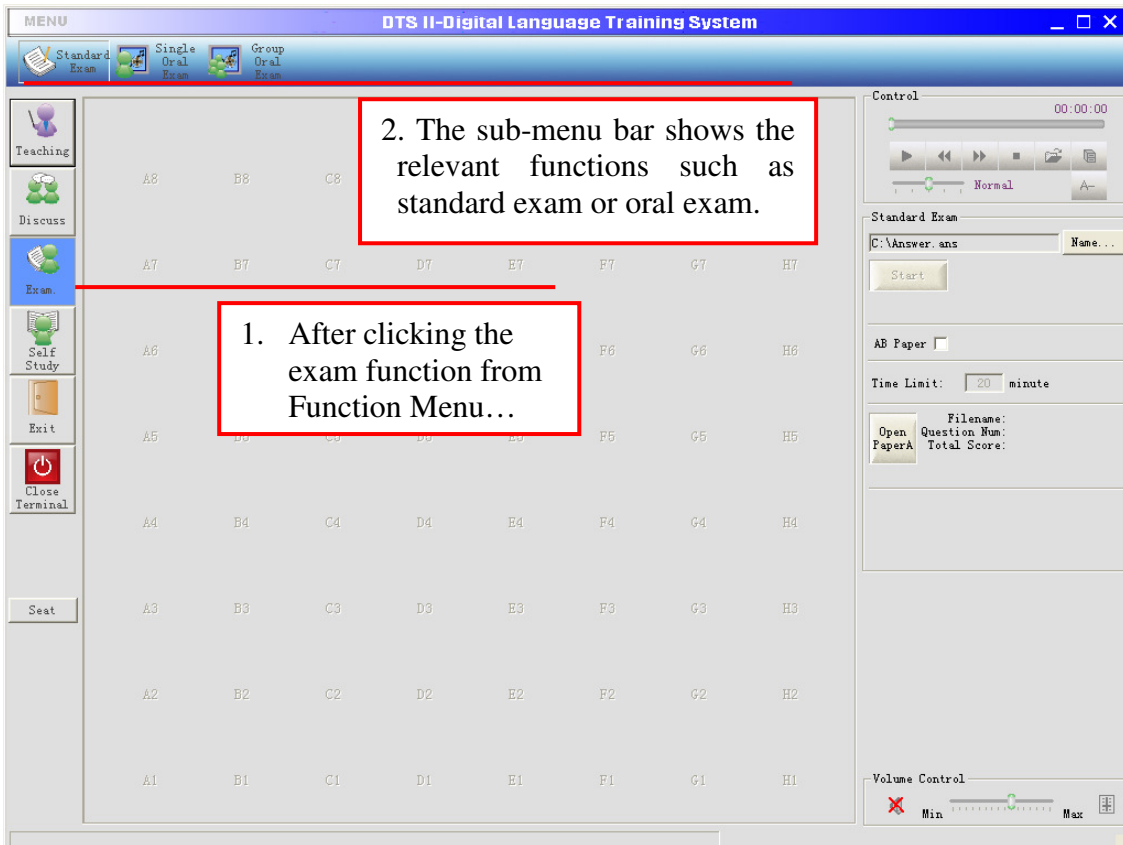 MENU
DTS II-Digital Language Training System
Standard
Exam
Single
Oral
Exam
Group
Oral
Exam
Teaching
Discuss
Exam.
Self
Study
Exit
Close
Terminal
Seat
2. The sub-menu bar shows the
relevant functions such as
standard exam or oral exam.
1. After clicking the
exam function from
Function Menu…
A8 B8 C8
A7 B7 C7 D7 E7 F7 G7 H7
A6 F6 G6 H6
A5 F5 G5 H5
A4 B4 C4 D4 E4 F4 G4 H4
A3 B3 C3 D3 E3 F3 G3 H3
A2 B2 C2 D2 E2 F2 G2 H2
A1 B1 C1 D1 E1 F1 G1 H1
Control
00:00:00
Normal
A-
Standard Exam
C:\Answer.ans
Name...
Start
AB Paper
Time Limit: 20 minute
Open
PaperA
Filename:
Question Num:
Total Score:
Volume Control
Min Max